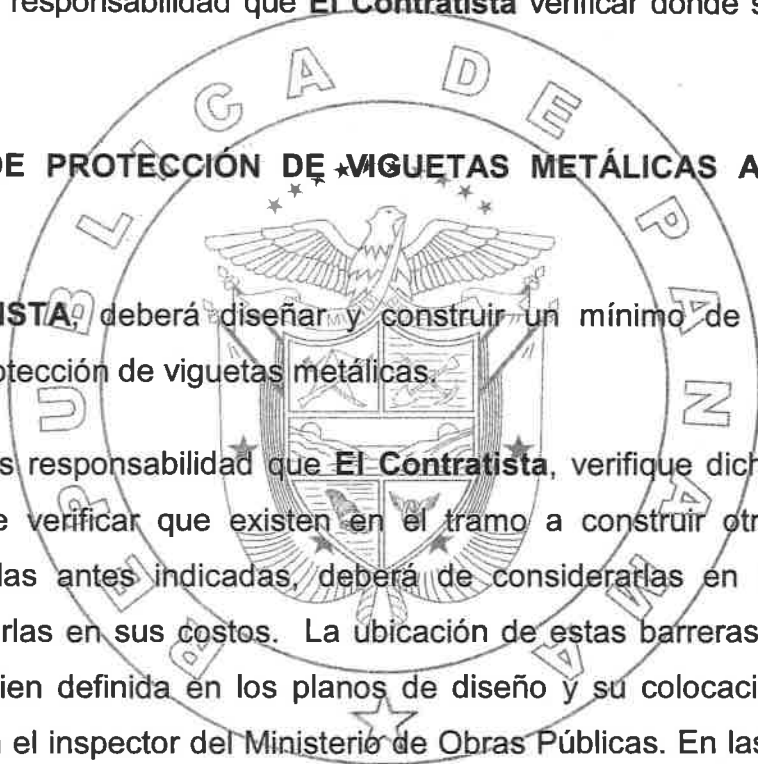 responsabilidad que El Contratista verificar donde s
DE PROTECCIÓN DE VIGUETAS METÁLICAS A
REPUBLICA DE PANAMA
ISTA, deberá diseñar y construir un mínimo de
otección de viguetas metálicas.
s responsabilidad que El Contratista, verifique dich
e verificar que existen en el tramo a construir otr
las antes indicadas, deberá de considerarlas en
rlas en sus costos. La ubicación de estas barreras
ien definida en los planos de diseño y su colocaci
el inspector del Ministerio de Obras Públicas. En las